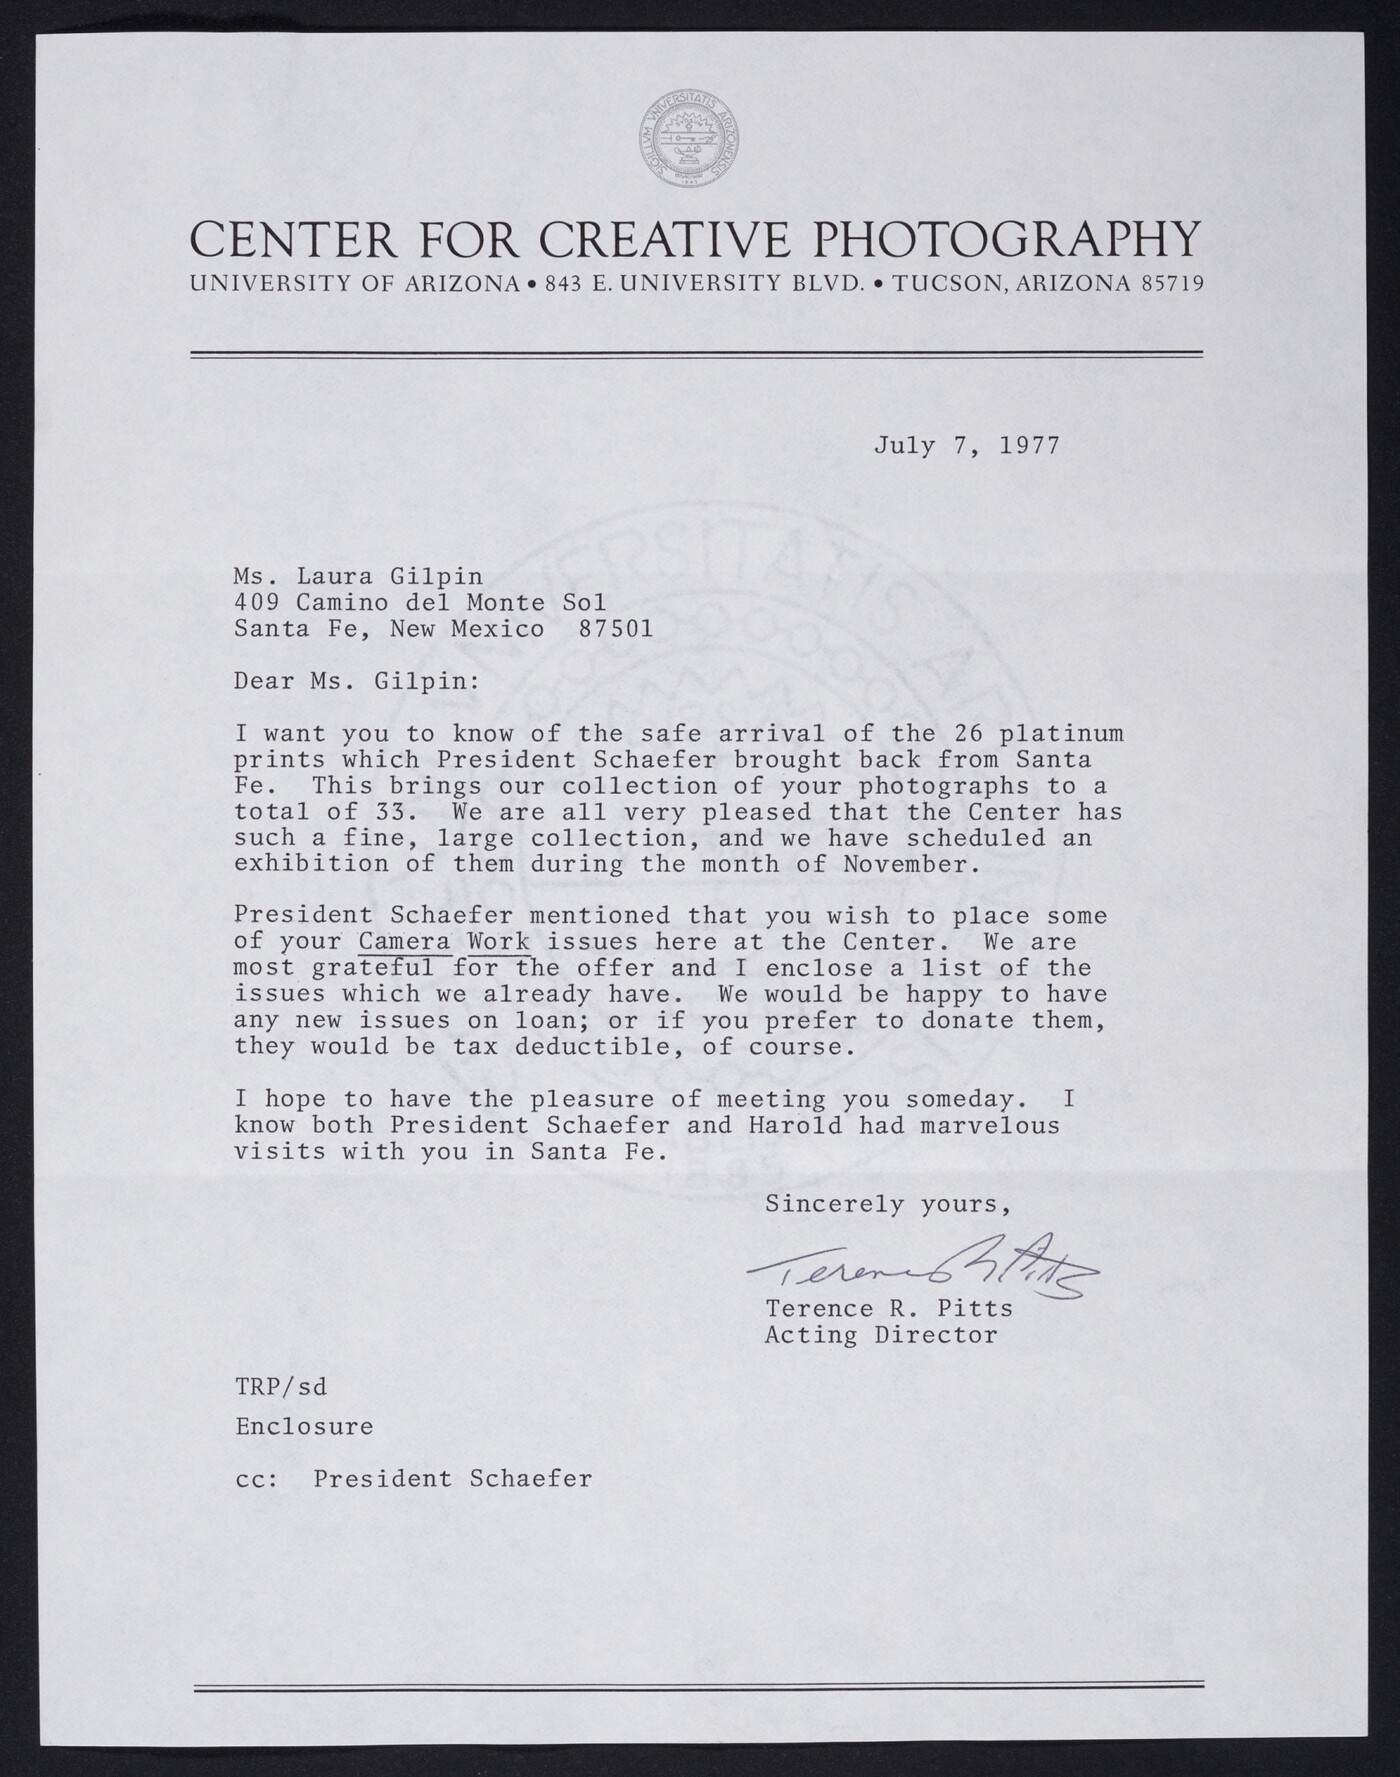 SIGILLVM VNIVERSITATIS ARIZONENSIS
CENTER FOR CREATIVE PHOTOGRAPHY
UNIVERSITY OF ARIZONA • 843 E. UNIVERSITY BLVD. • TUCSON, ARIZONA 85719
July 7, 1977
Ms. Laura Gilpin
409 Camino del Monte Sol
Santa Fe, New Mexico 87501
Dear Ms. Gilpin:
I want you to know of the safe arrival of the 26 platinum
prints which President Schaefer brought back from Santa
Fe. This brings our collection of your photographs to a
total of 33. We are all very pleased that the Center has
such a fine, large collection, and we have scheduled an
exhibition of them during the month of November.
President Schaefer mentioned that you wish to place some
of your Camera Work issues here at the Center. We are
most grateful for the offer and I enclose a list of the
issues which we already have. We would be happy to have
any new issues on loan; or if you prefer to donate them,
they would be tax deductible, of course.
I hope to have the pleasure of meeting you someday. I
know both President Schaefer and Harold had marvelous
visits with you in Santa Fe.
Sincerely yours,
Terence R Pitts
Terence R. Pitts
Acting Director
TRP/sd
Enclosure
cc: President Schaefer